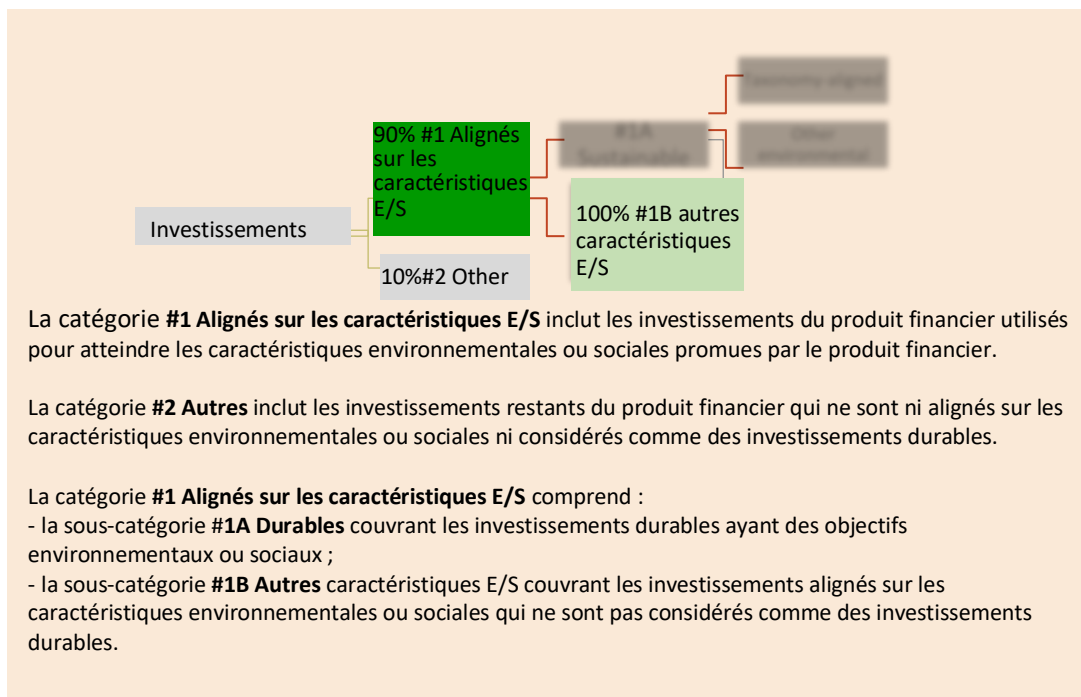 Taxonomy-aligned
90% #1 Alignés
sur les
caractéristiques
E/S
#1A
Sustainable
Other
environmental
100% #1B autres
caractéristiques
E/S
Investissements
10%#2 Other
La catégorie #1 Alignés sur les caractéristiques E/S inclut les investissements du produit financier utilisés
pour atteindre les caractéristiques environnementales ou sociales promues par le produit financier.
La catégorie #2 Autres inclut les investissements restants du produit financier qui ne sont ni alignés sur les
caractéristiques environnementales ou sociales ni considérés comme des investissements durables.
La catégorie #1 Alignés sur les caractéristiques E/S comprend :
- la sous-catégorie #1A Durables couvrant les investissements durables ayant des objectifs
environnementaux ou sociaux ;
- la sous-catégorie #1B Autres caractéristiques E/S couvrant les investissements alignés sur les
caractéristiques environnementales ou sociales qui ne sont pas considérés comme des investissements
durables.